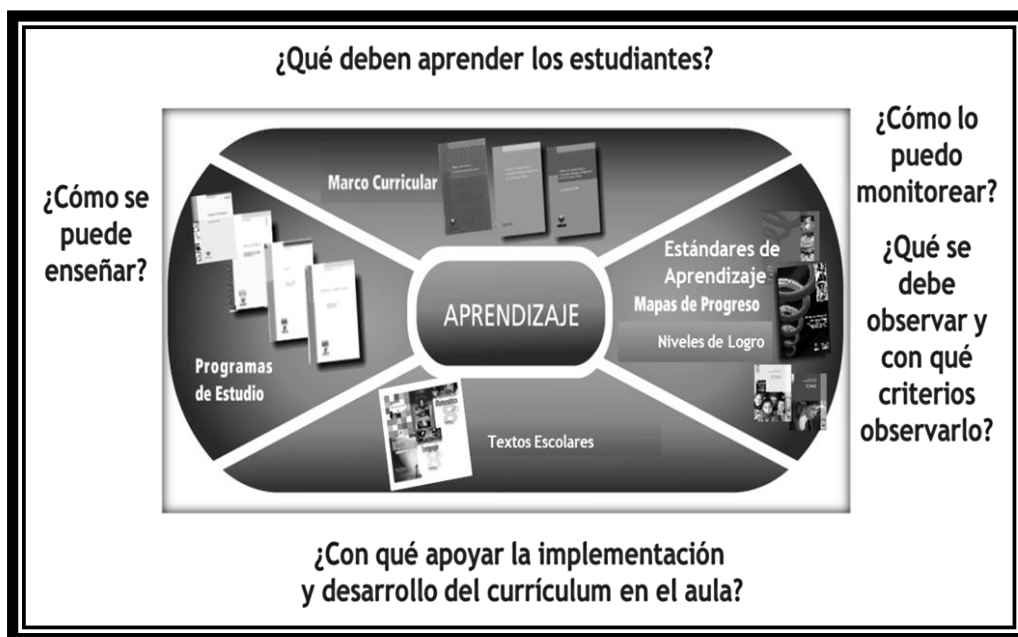 ¿Qué deben aprender los estudiantes?
¿Cómo se
puede
enseñar?
Marco Curricular
¿Cómo lo
puedo
monitorear?
¿Qué se
debe
observar y
con qué
criterios
observarlo?
Estándares de
Aprendizaje
Mapas de Progreso
Niveles de Logro
APRENDIZAJE
Programas
de Estudio
Textos Escolares
¿Con qué apoyar la implementación
y desarrollo del currículum en el aula?